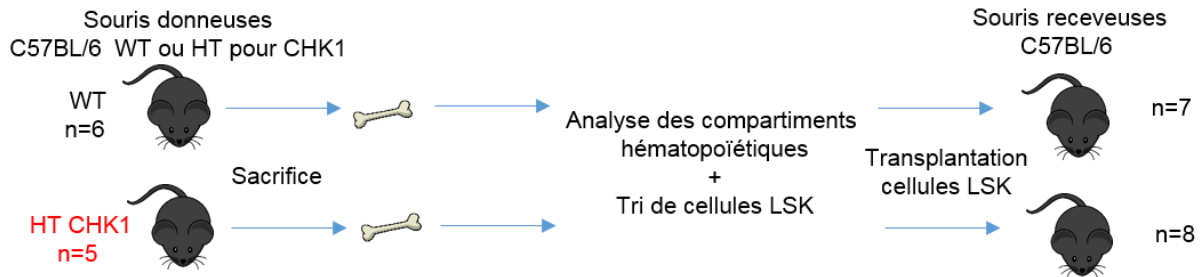 Souris donneuses
C57BL/6 WT ou HT pour CHK1
WT
n=6
HT CHK1
n=5
Sacrifice
Analyse des compartiments
hématopoïétiques
+
Tri de cellules LSK
Transplantation
cellules LSK
Souris receveuses
C57BL/6
n=7
n=8